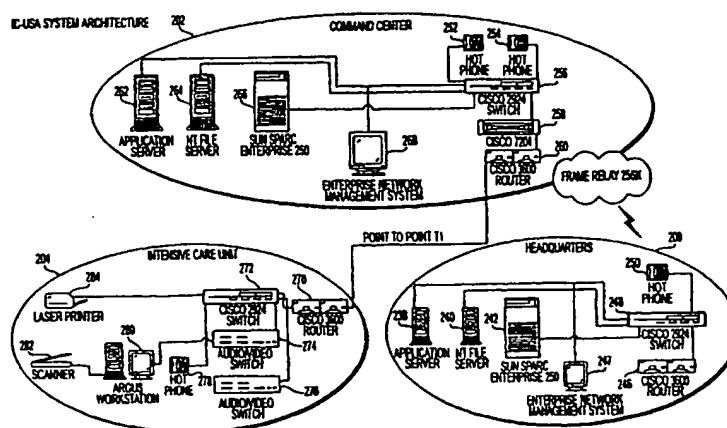 IC-USA SYSTEM ARCHITECTURE
202
COMMAND CENTER
252
HOT
PHONE
254
HOT
PHONE
262
APPLICATION
SERVER
264
NT FILE
SERVER
266
SUN SPARC
ENTERPRISE 250
268
ENTERPRISE NETWORK
MANAGEMENT SYSTEM
256
CISCO 2924
SWITCH
258
CISCO 7204
260
CISCO 3600
ROUTER
FRAME RELAY 256K
POINT TO POINT T1
204
INTENSIVE CARE UNIT
284
LASER PRINTER
272
CISCO 2924
SWITCH
270
CISCO 3600
ROUTER
282
SCANNER
280
ARGUS
WORKSTATION
HOT
PHONE
278
274
AUDIO/VIDEO
SWITCH
276
AUDIO/VIDEO
SWITCH
HEADQUARTERS
200
250
HOT
PHONE
APPLICATION
SERVER
240
NT FILE
SERVER
242
SUN SPARC
ENTERPRISE 250
247
ENTERPRISE NETWORK
MANAGEMENT SYSTEM
248
CISCO 2924
SWITCH
246
CISCO 3600
ROUTER